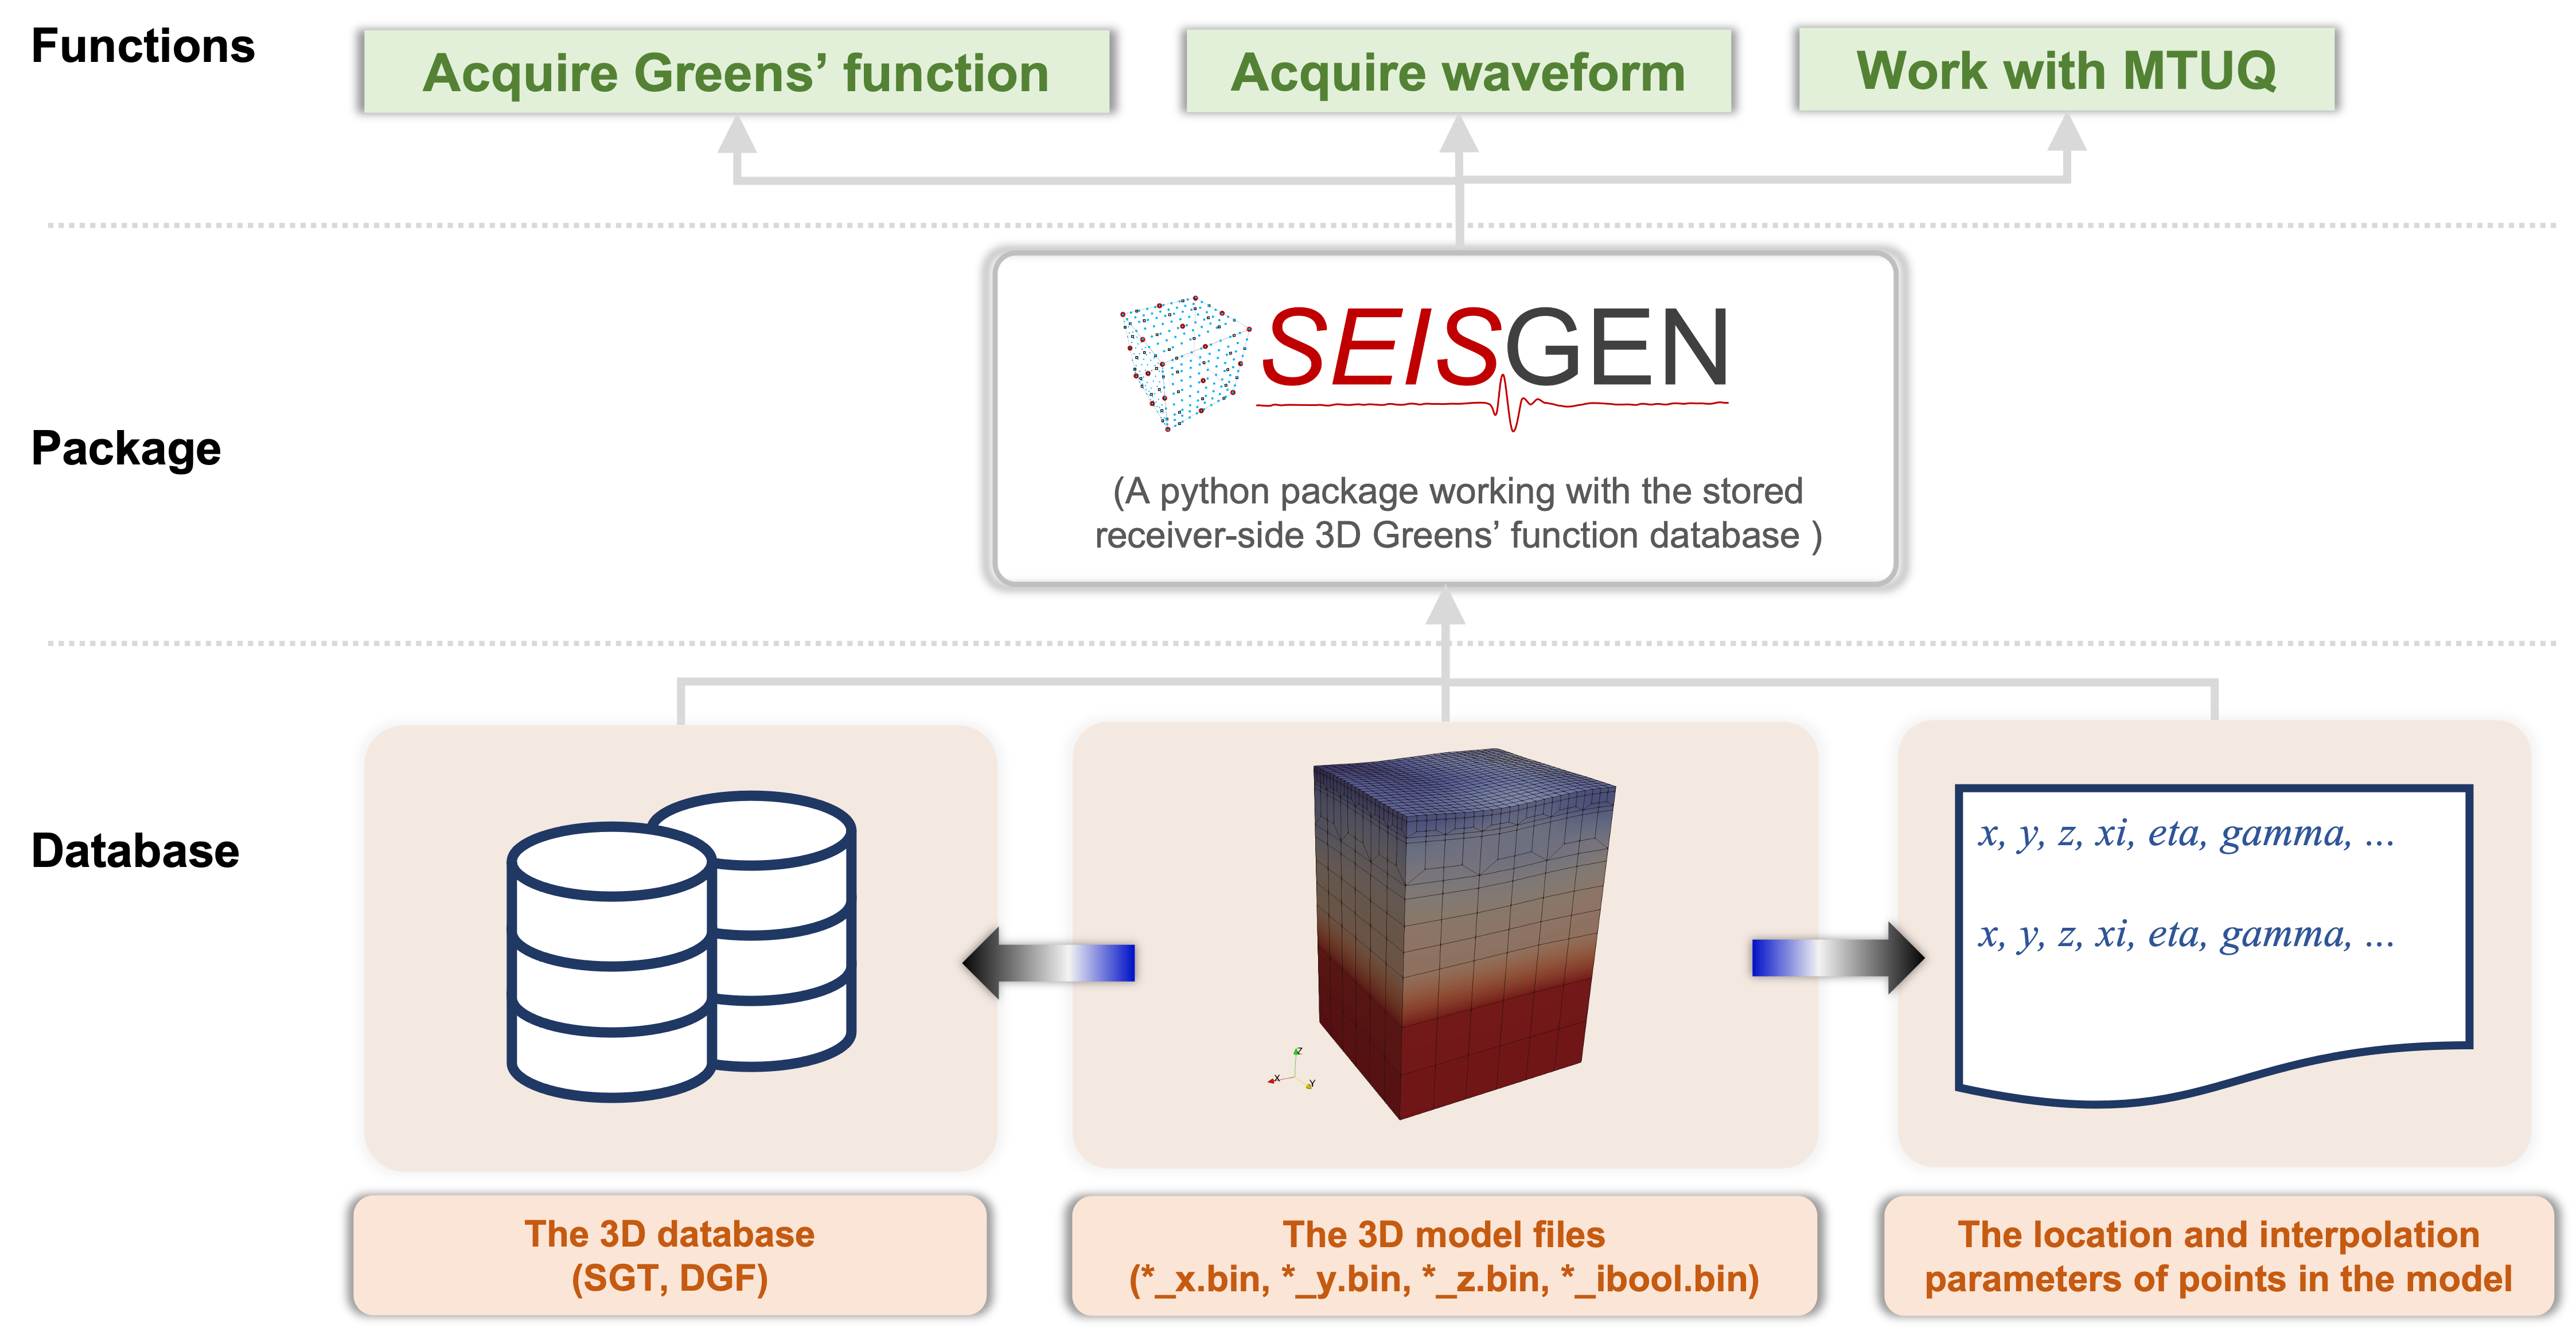 Functions
Acquire Greens’ function
Acquire waveform
Work with MTUQ
Package
SEISGEN
(A python package working with the stored
receiver-side 3D Greens’ function database )
Database
x, y, z, xi, eta, gamma, ...
x, y, z, xi, eta, gamma, ...
Z
X
Y
The 3D database
(SGT, DGF)
The 3D model files
(*_x.bin, *_y.bin, *_z.bin, *_ibool.bin)
The location and interpolation
parameters of points in the model